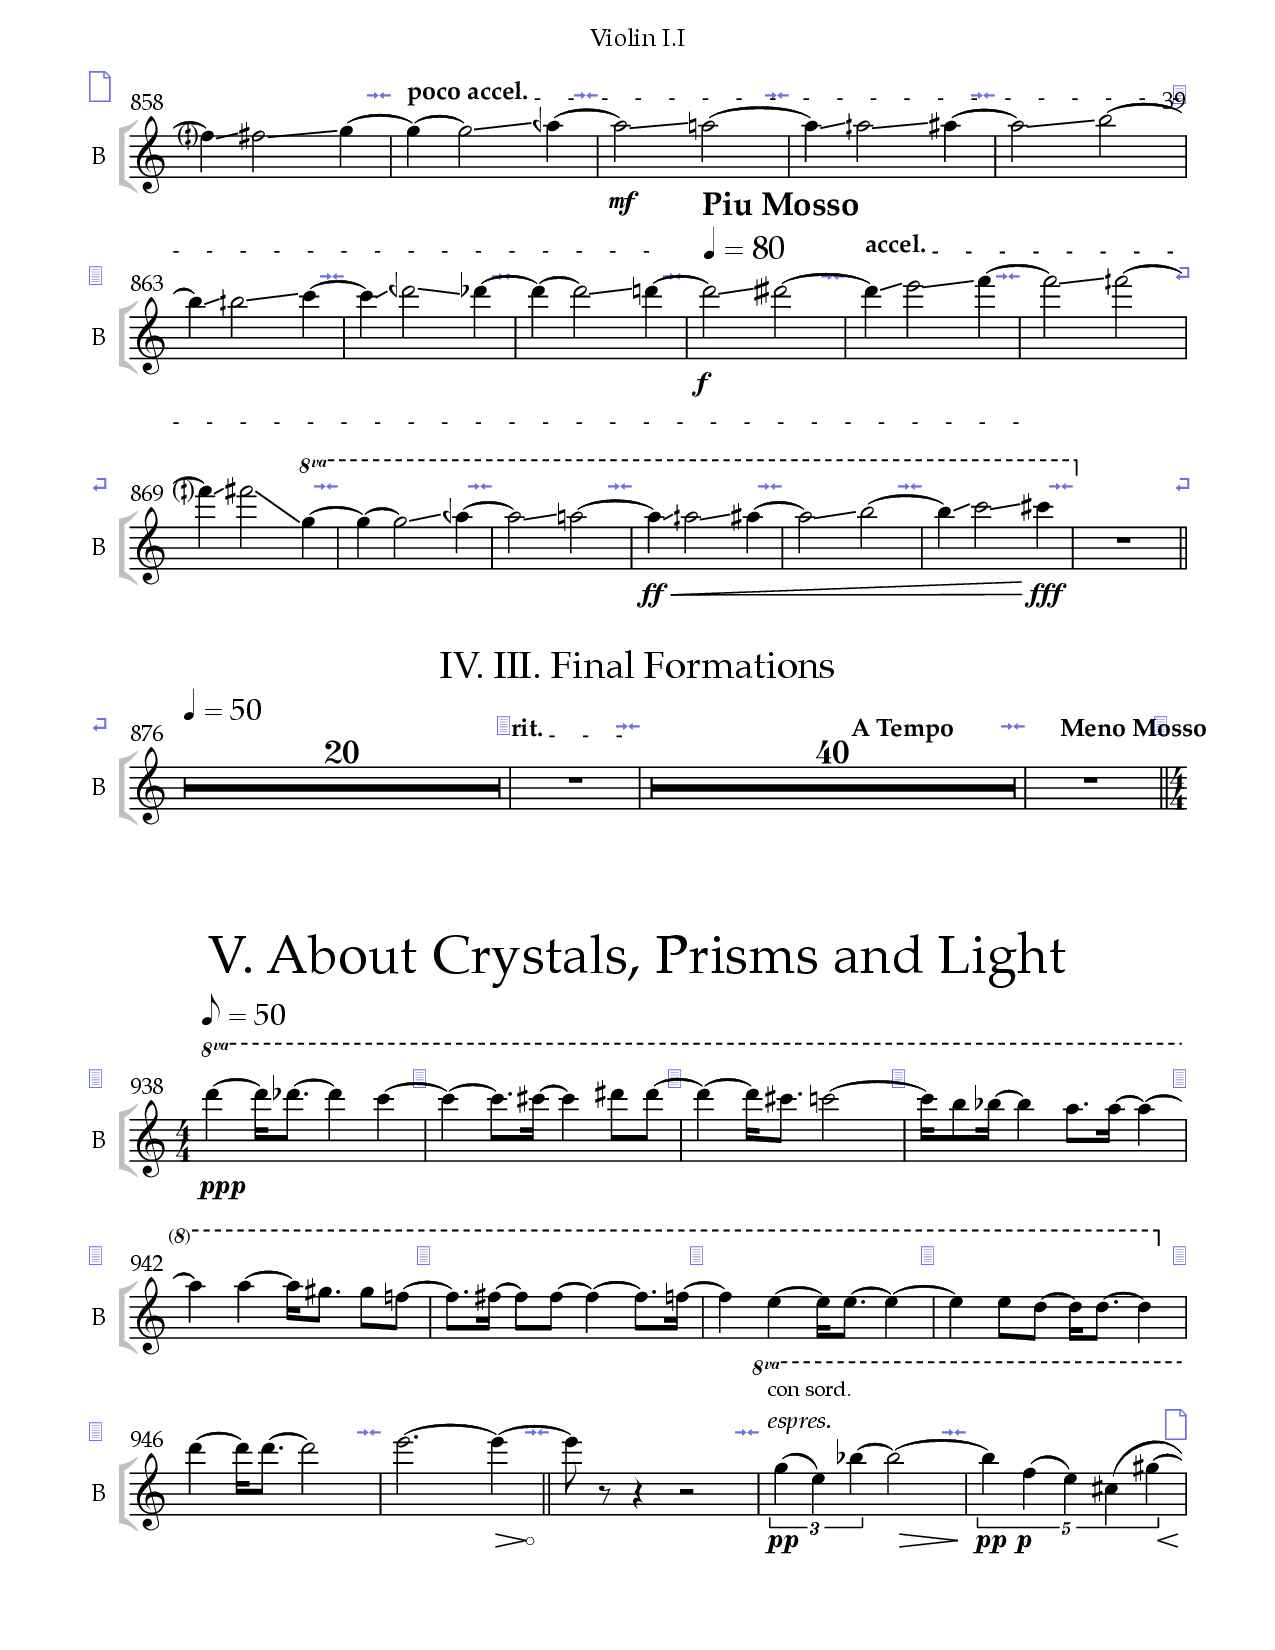 Violin I.I
858
poco accel.
39
B
mf
Piu Mosso
= 80
accel.
863
B
f
8va
869
B
ff
fff
IV. III. Final Formations
= 50
876
20
rit.
40
A Tempo
Meno Mosso
B
4
4
V. About Crystals, Prisms and Light
= 50
8va
938
B
4
4
ppp
(8)
942
B
8va
con sord.
espres.
946
B
3
5
pp
pp p